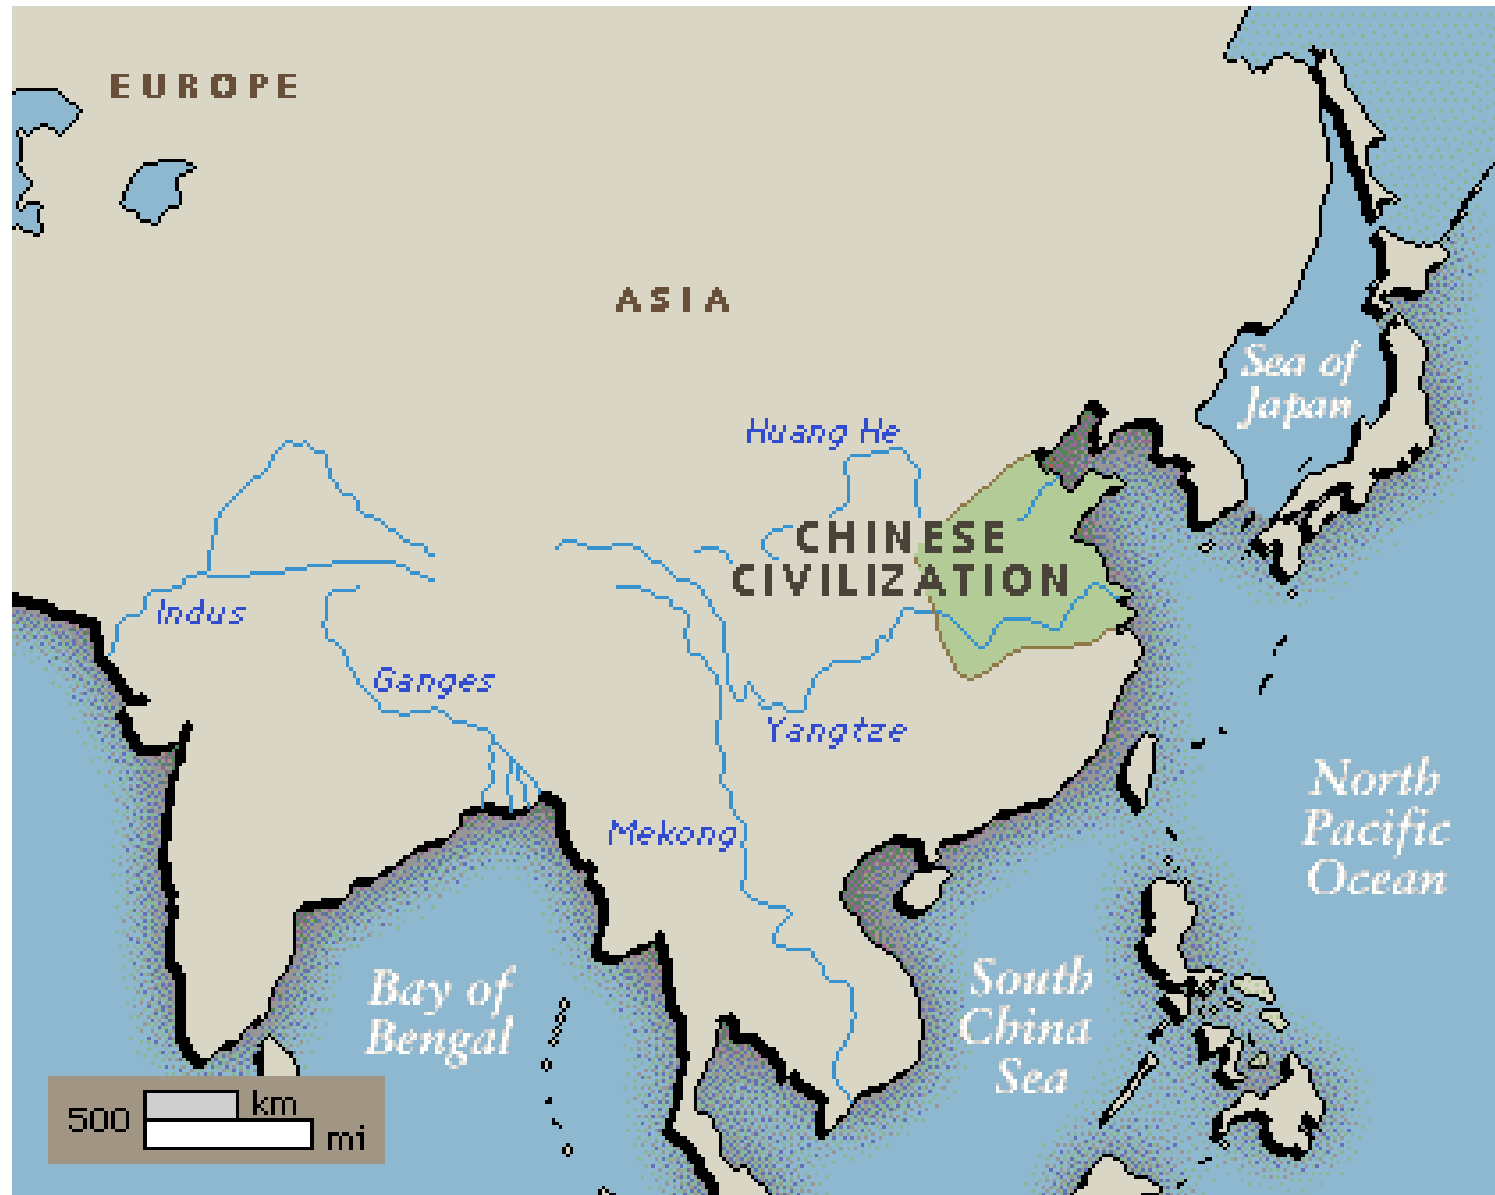 EUROPE
ASIA
Sea of
Japan
Huang He
CHINESE
CIVILIZATION
Indus
Ganges
Yangtze
North
Pacific
Ocean
Mekong
Bay of
Bengal
South
China
Sea
500 km
mi